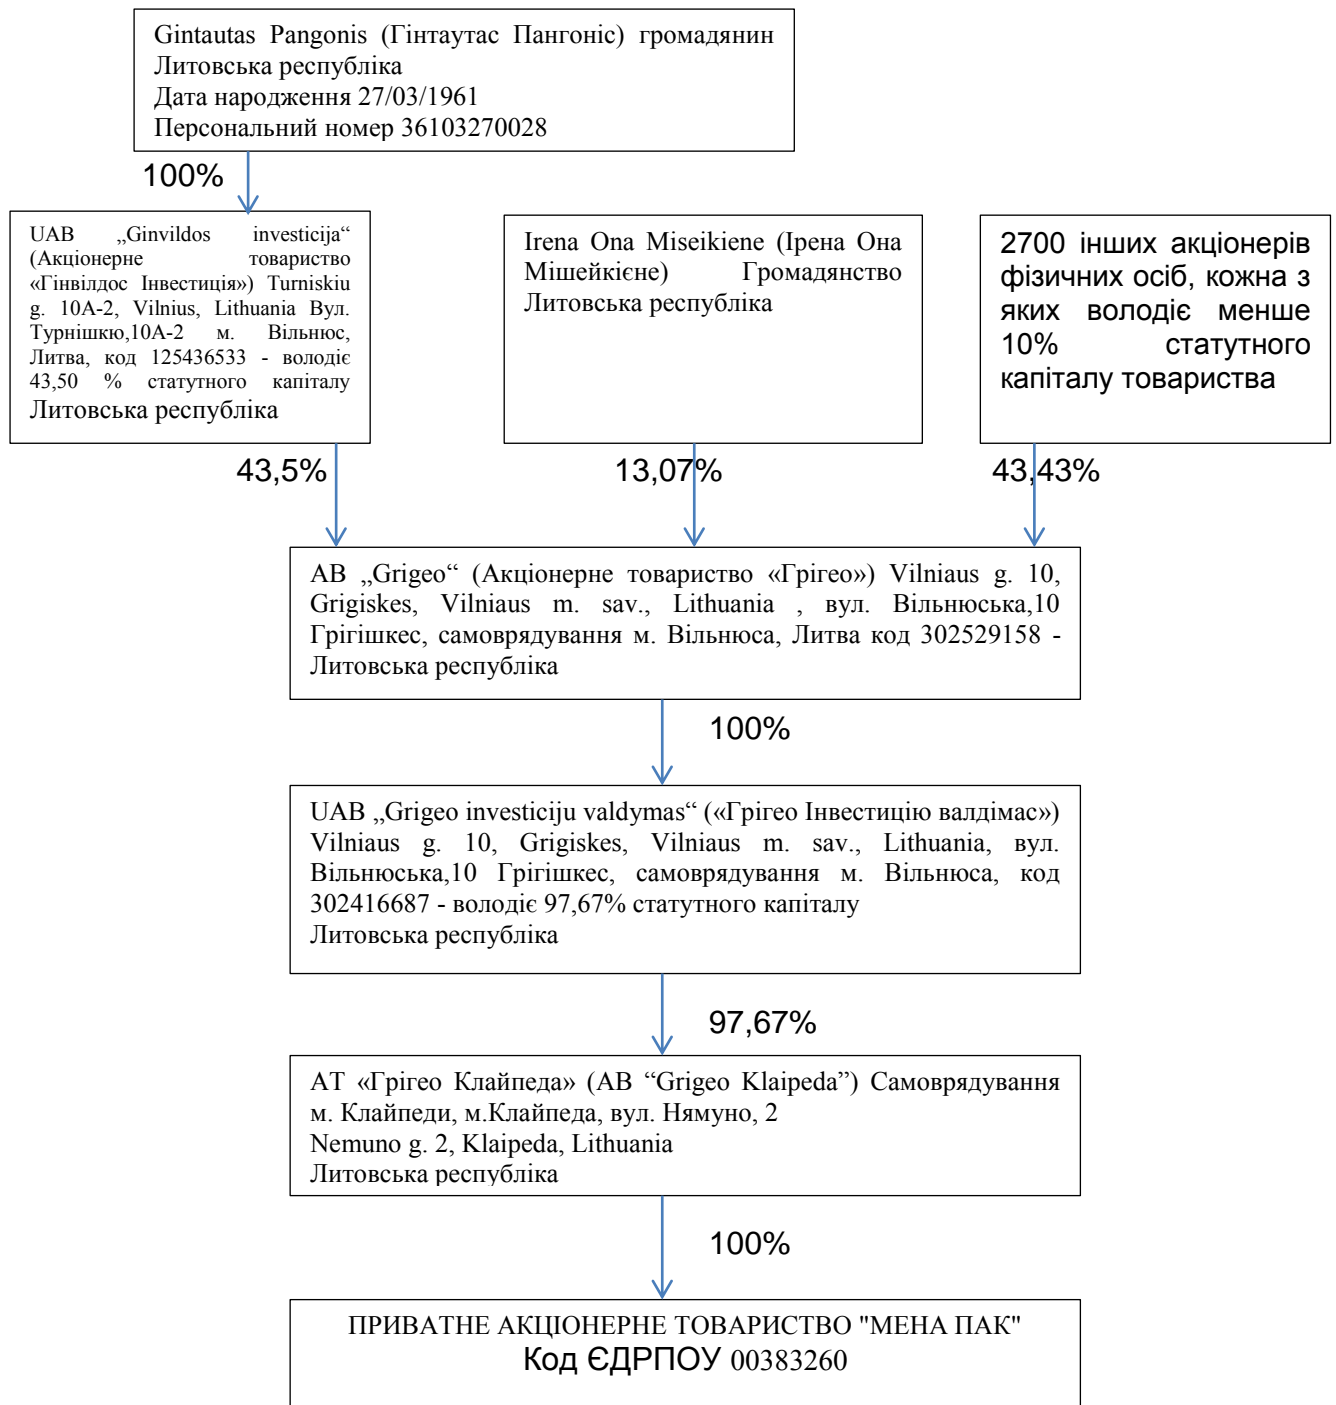 Gintautas Pangonis (Гінтаутас Пангоніс) громадянин
Литовська республіка
Дата народження 27/03/1961
Персональний номер 36103270028
100%
UAB „Ginvildos investicija“
(Акціонерне товариство
«Гінвілдос Інвестиція») Turniskiu
g. 10A-2, Vilnius, Lithuania Вул.
Турнішкю,10А-2 м. Вільнюс,
Литва, код 125436533 - володіє
43,50 % статутного капіталу
Литовська республіка
Irena Ona Miseikiene (Ірена Она
Мішейкієне) Громадянство
Литовська республіка
2700 інших акціонерів
фізичних осіб, кожна з
яких володіє менше
10% статутного
капіталу товариства
43,5%
13,07%
43,43%
AB „Grigeo“ (Акціонерне товариство «Грігео») Vilniaus g. 10,
Grigiskes, Vilniaus m. sav., Lithuania , вул. Вільнюська,10
Грігішкес, самоврядування м. Вільнюса, Литва код 302529158 -
Литовська республіка
100%
UAB „Grigeo investiciju valdymas“ («Грігео Інвестицію валдімас»)
Vilniaus g. 10, Grigiskes, Vilniaus m. sav., Lithuania, вул.
Вільнюська,10 Грігішкес, самоврядування м. Вільнюса, код
302416687 - володіє 97,67% статутного капіталу
Литовська республіка
97,67%
АТ «Грігео Клайпеда» (AB “Grigeo Klaipeda”) Самоврядування
м. Клайпеди, м.Клайпеда, вул. Нямуно, 2
Nemuno g. 2, Klaipeda, Lithuania
Литовська республіка
100%
ПРИВАТНЕ АКЦІОНЕРНЕ ТОВАРИСТВО "МЕНА ПАК"
Код ЄДРПОУ 00383260